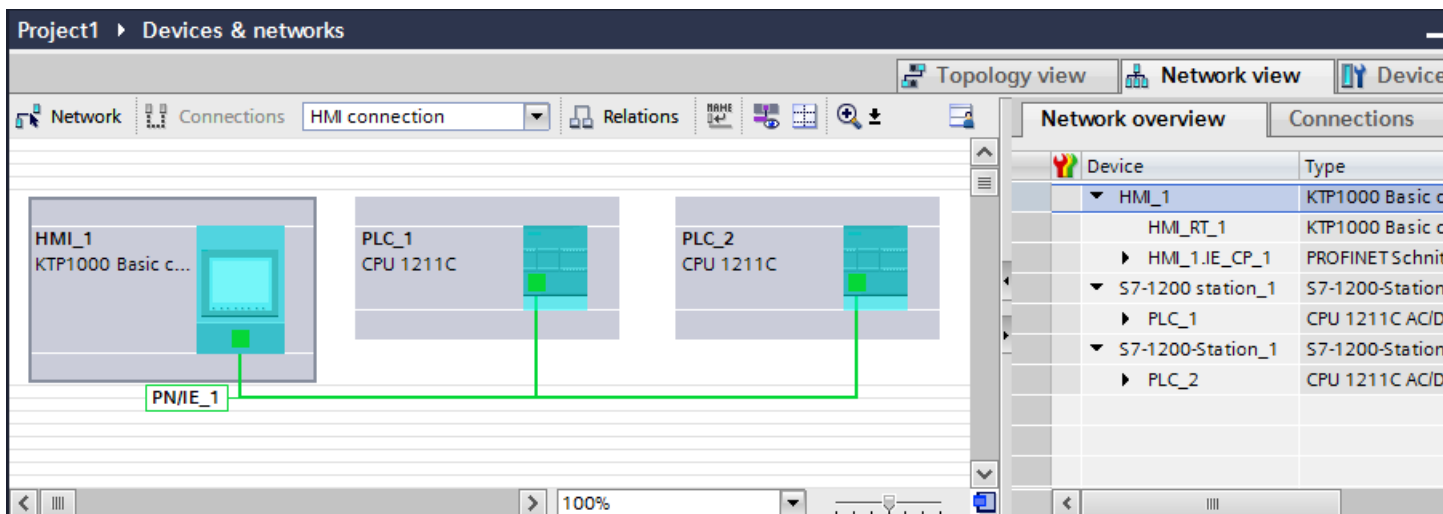 Project1 ▸ Devices & networks
Topology view Network view Device
Network Connections HMI connection Relations NAME
Network overview Connections
Device Type
HMI_1 KTP1000 Basic c
HMI_RT_1 KTP1000 Basic c
HMI_1.IE_CP_1 PROFINET Schnit
S7-1200 station_1 S7-1200-Station
PLC_1 CPU 1211C AC/D
S7-1200-Station_1 S7-1200-Station
PLC_2 CPU 1211C AC/D
HMI_1
KTP1000 Basic c...
PLC_1
CPU 1211C
PLC_2
CPU 1211C
PN/IE_1
100%